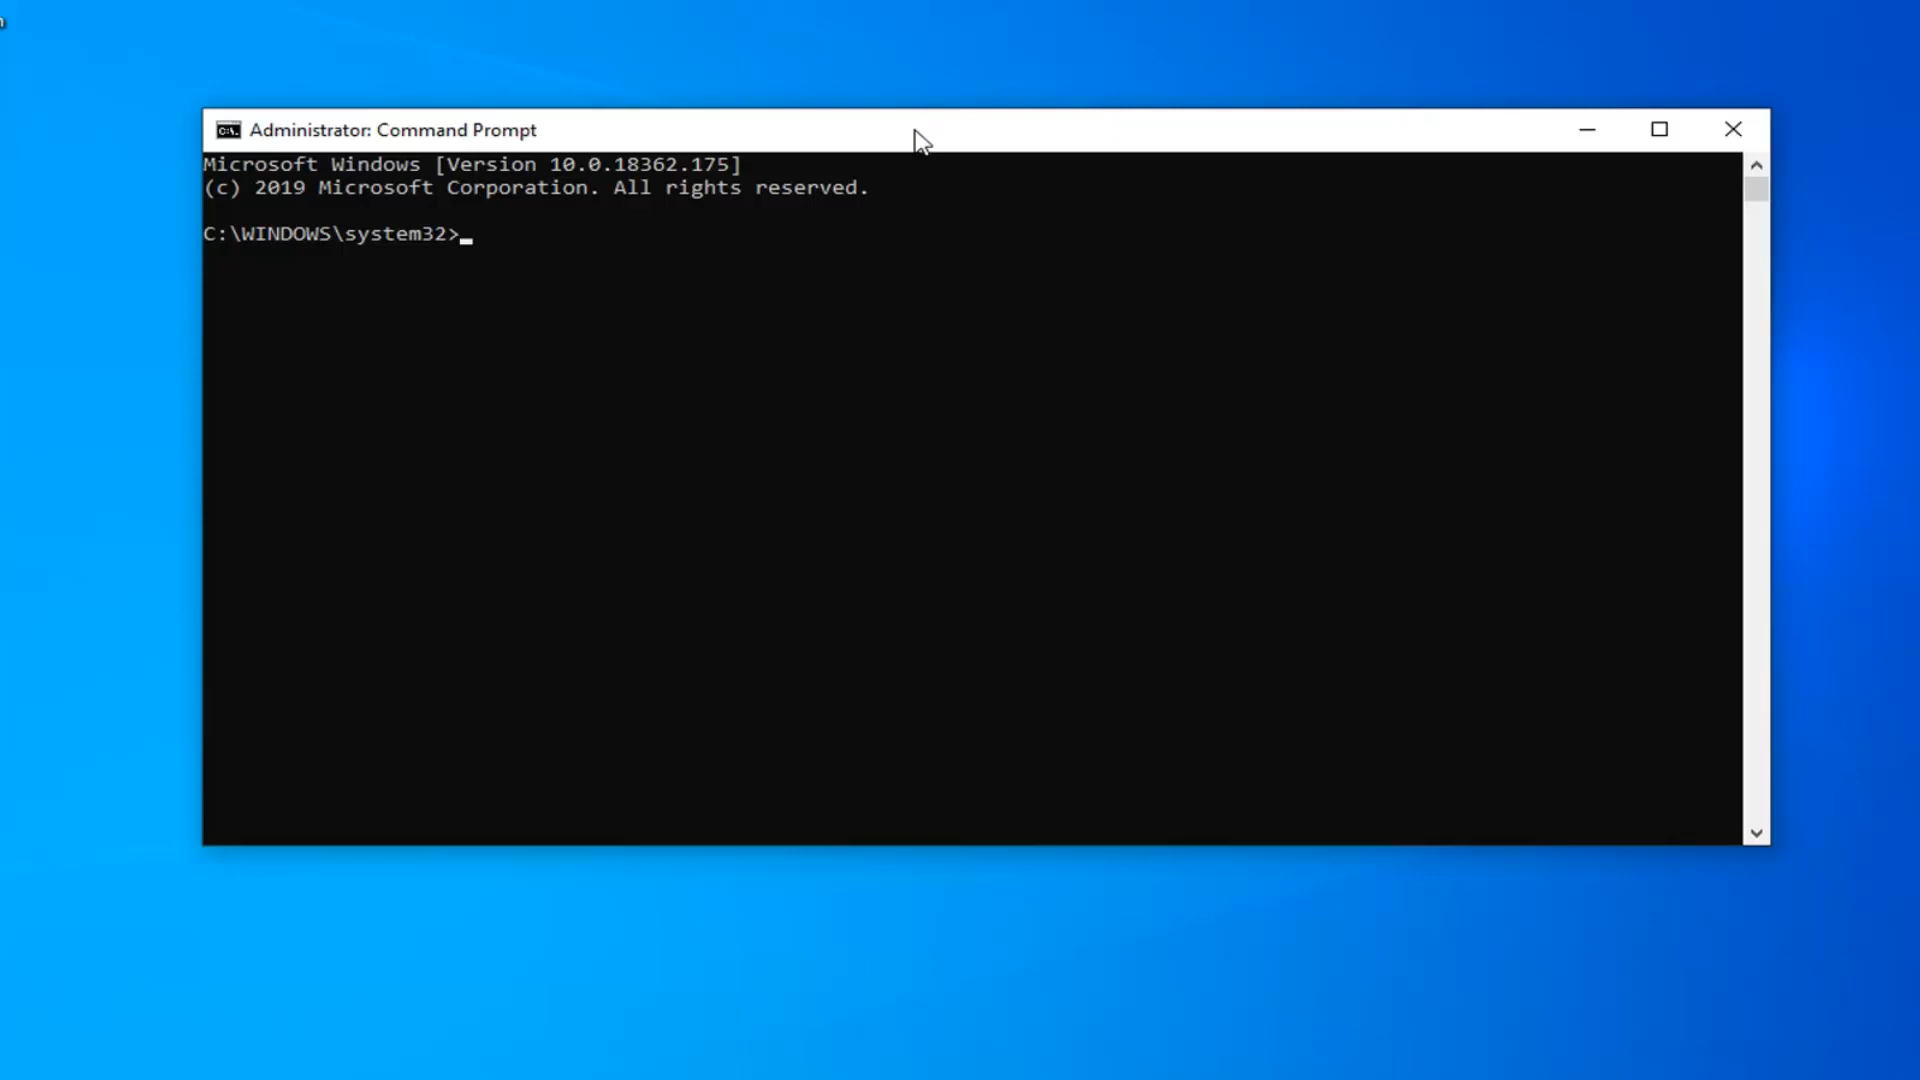 Administrator: Command Prompt
Microsoft Windows [Version 10.0.18362.175]
(c) 2019 Microsoft Corporation. All rights reserved.
C:\WINDOWS\system32>